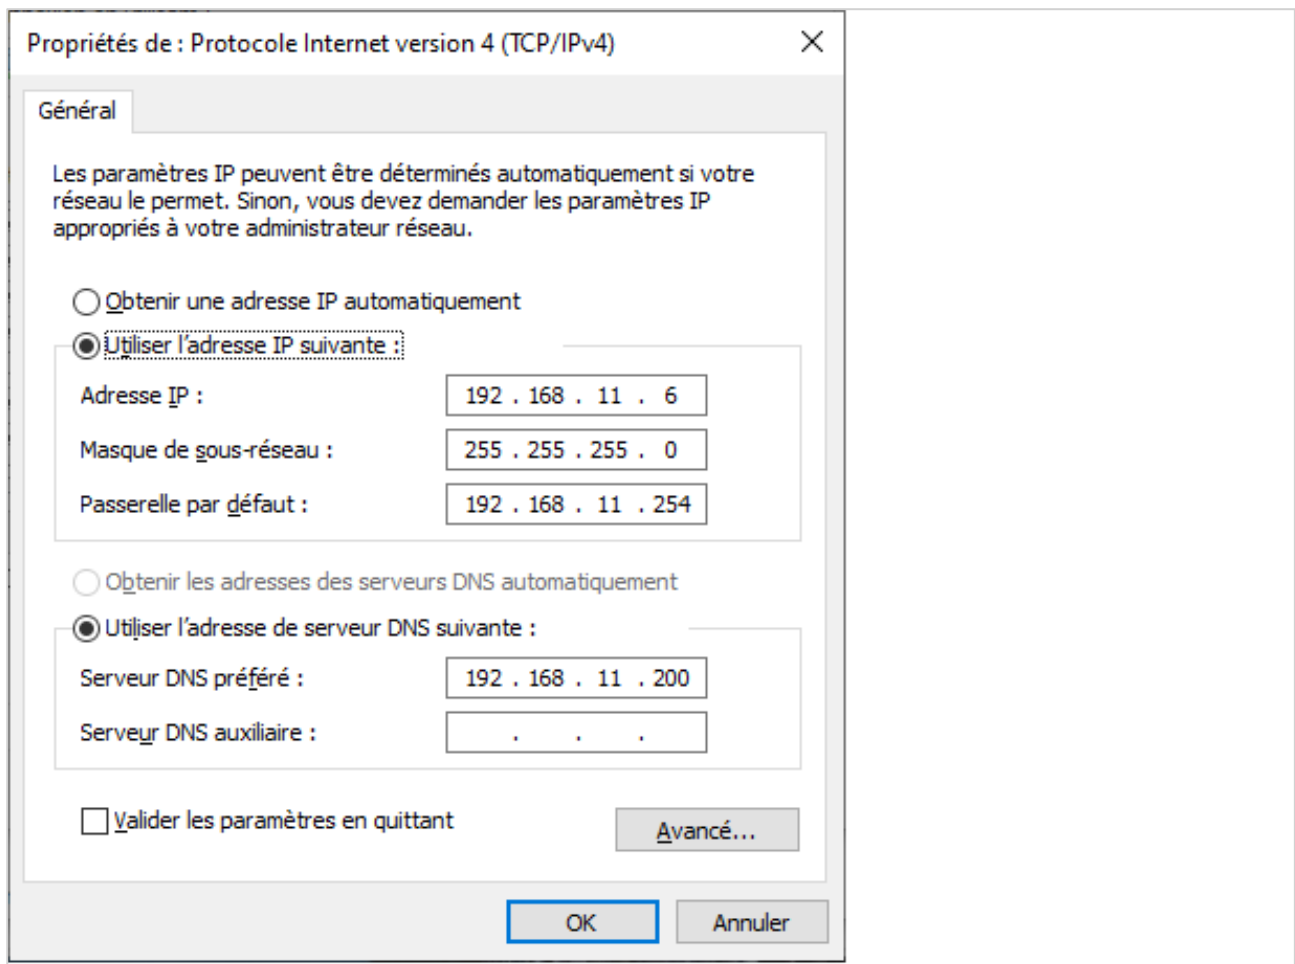 Propriétés de : Protocole Internet version 4 (TCP/IPv4)
Général
Les paramètres IP peuvent être déterminés automatiquement si votre
réseau le permet. Sinon, vous devez demander les paramètres IP
appropriés à votre administrateur réseau.
Obtenir une adresse IP automatiquement
Utiliser l'adresse IP suivante :
Adresse IP : 192 . 168 . 11 . 6
Masque de sous-réseau : 255 . 255 . 255 . 0
Passerelle par défaut : 192 . 168 . 11 . 254
Obtenir les adresses des serveurs DNS automatiquement
Utiliser l'adresse de serveur DNS suivante :
Serveur DNS préféré : 192 . 168 . 11 . 200
Serveur DNS auxiliaire : . . .
Valider les paramètres en quittant
Avancé...
OK Annuler